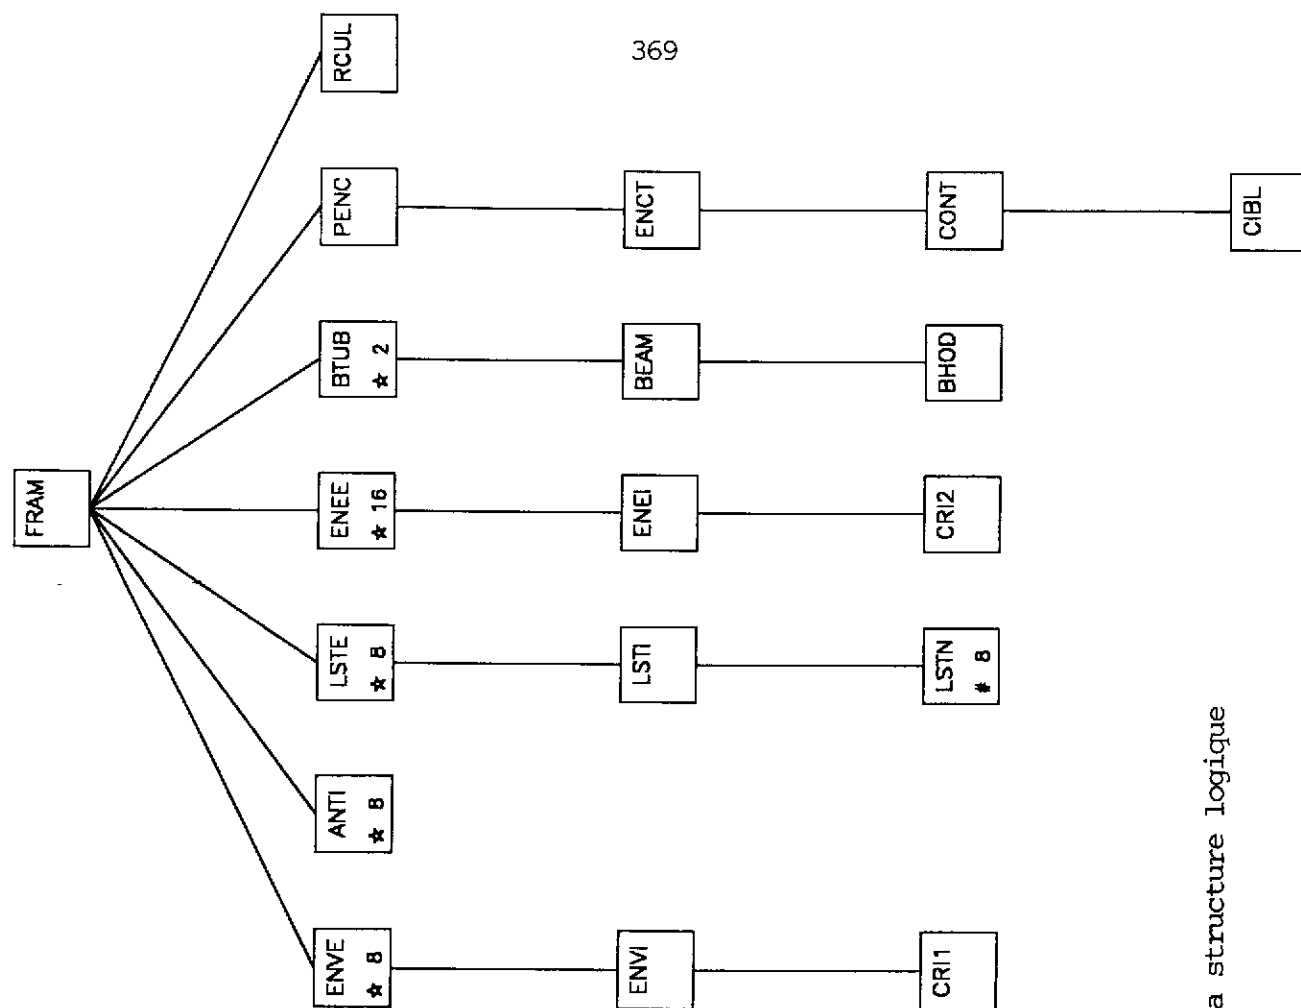 369
FRAM
RCUL
PENC
BTUB
☆ 2
ENEE
☆ 16
LSTE
☆ 8
ANTI
☆ 8
ENVE
☆ 8
ENCT
BEAM
ENEI
LSTI
ENVI
CONT
BHOD
CRI2
LSTN
# 8
CRI1
CIBL
a structure logique